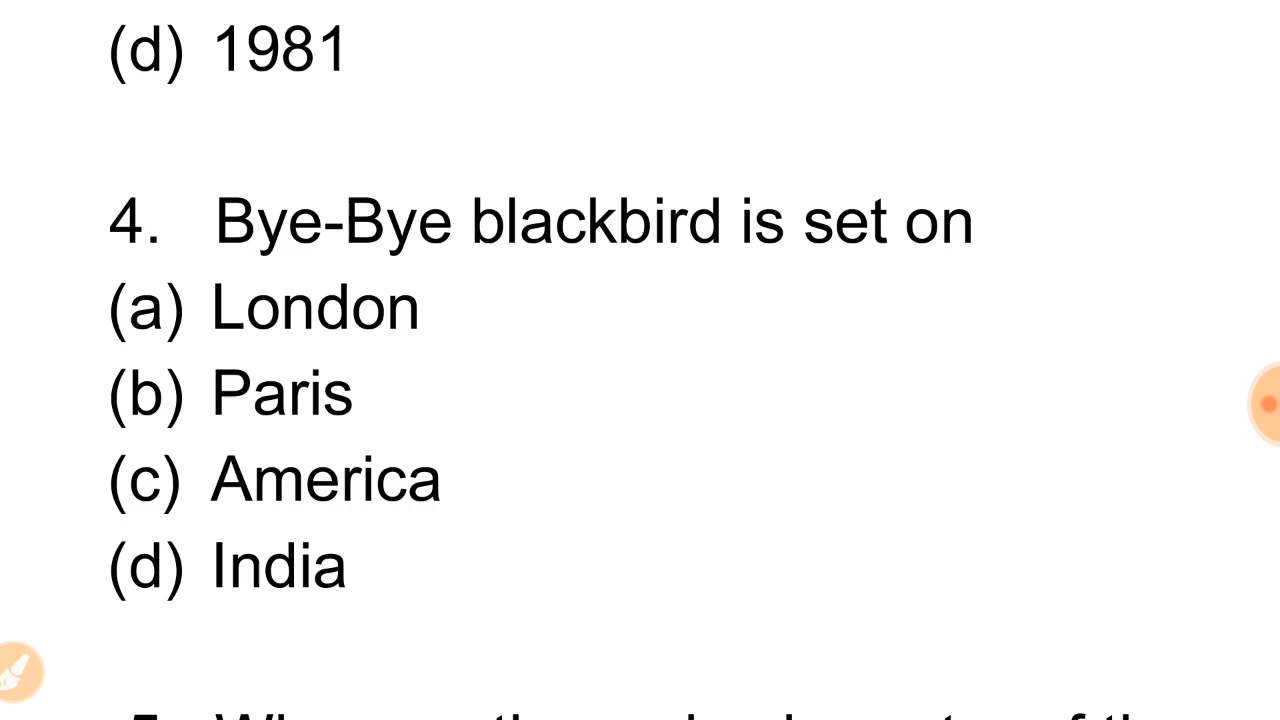 (d) 1981
4. Bye-Bye blackbird is set on
(a) London
(b) Paris
(c) America
(d) India